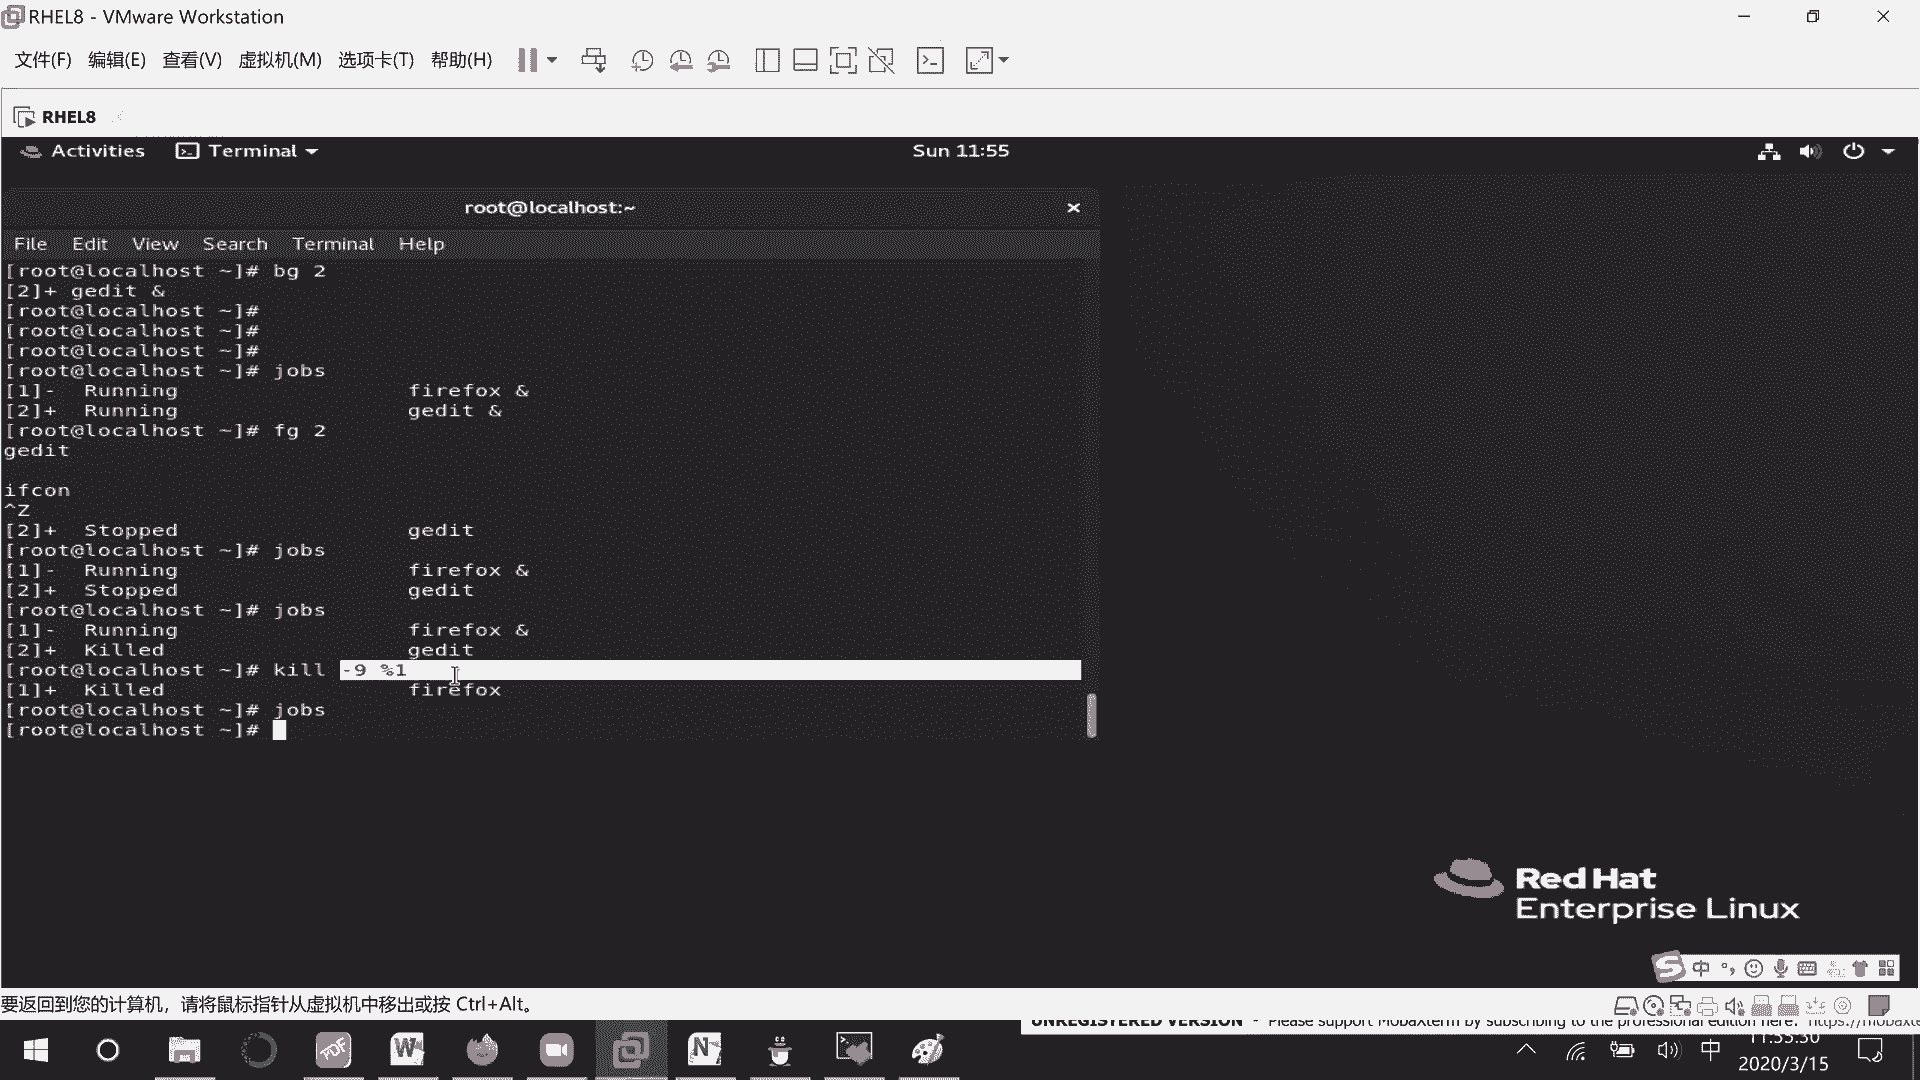 RHEL8 - VMware Workstation
文件(F) 编辑(E) 查看(V) 虚拟机(M) 选项卡(T) 帮助(H)
RHEL8
Activities Terminal Sun 11:55
root@localhost:~
File Edit View Search Terminal Help
[root@localhost ~]# bg 2
[2]+ gedit &
[root@localhost ~]#
[root@localhost ~]#
[root@localhost ~]#
[root@localhost ~]# jobs
[1]-  Running                 firefox &
[2]+  Running                 gedit &
[root@localhost ~]# fg 2
gedit
ifcon
^Z
[2]+  Stopped                 gedit
[root@localhost ~]# jobs
[1]-  Running                 firefox &
[2]+  Stopped                 gedit
[root@localhost ~]# jobs
[1]-  Running                 firefox &
[2]+  Killed                  gedit
[root@localhost ~]# kill -9 %1
[1]+  Killed                  firefox
[root@localhost ~]# jobs
[root@localhost ~]#
Red Hat
Enterprise Linux
中
要返回到您的计算机，请将鼠标指针从虚拟机中移出或按 Ctrl+Alt。
UNREGISTERED VERSION - Please support MobaXterm by subscribing to the professional edition here: https://mobaxte
PDF W N 中 11:55:30
2020/3/15